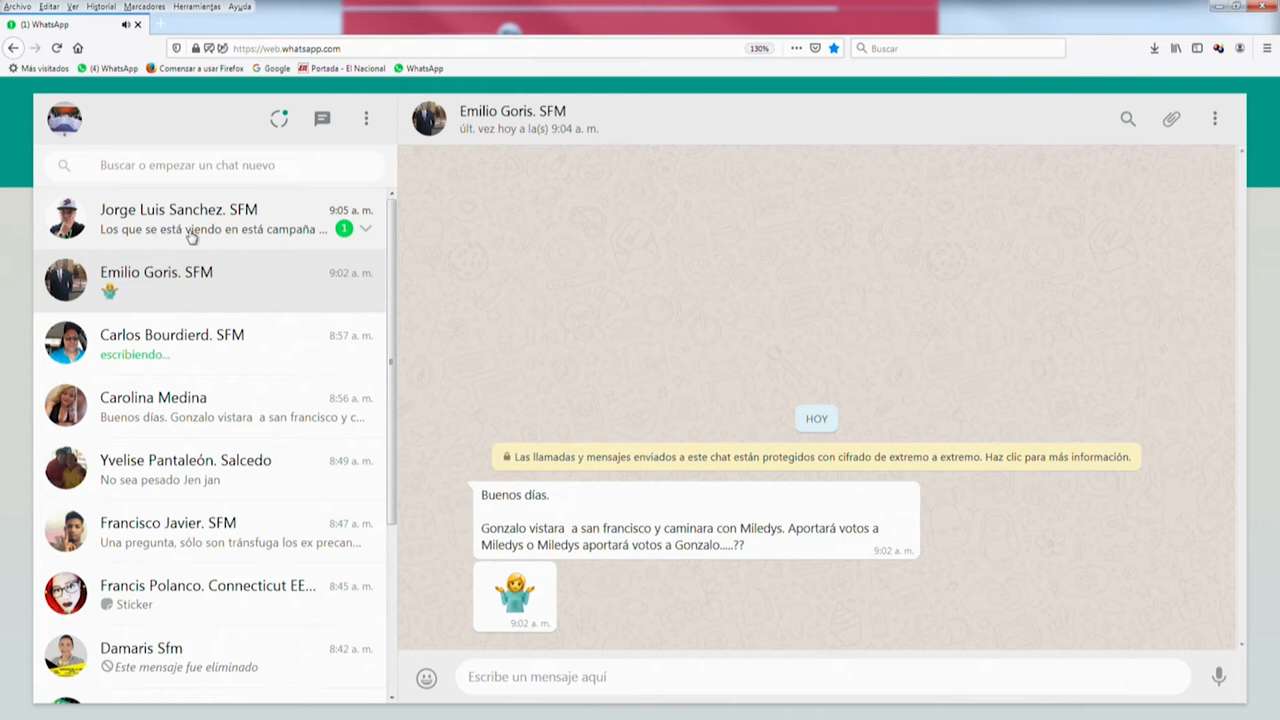 Archivo Editar Ver Historial Marcadores Herramientas Ayuda
(1) WhatsApp
https://web.whatsapp.com
130%
Buscar
Más visitados
(4) WhatsApp
Comenzar a usar Firefox
Google
Portada - El Nacional
WhatsApp
Buscar o empezar un chat nuevo
Jorge Luis Sanchez. SFM
9:05 a. m.
Los que se está viendo en está campaña ...
1
Emilio Goris. SFM
9:02 a. m.
Carlos Bourdierd. SFM
8:57 a. m.
escribiendo...
Carolina Medina
8:56 a. m.
Buenos días. Gonzalo vistara a san francisco y c...
Yvelise Pantaleón. Salcedo
8:49 a. m.
No sea pesado Jen jan
Francisco Javier. SFM
8:47 a. m.
Una pregunta, sólo son tránsfuga los ex precan...
Francis Polanco. Connecticut EE...
8:45 a. m.
Sticker
Damaris Sfm
8:42 a. m.
Este mensaje fue eliminado
Emilio Goris. SFM
últ. vez hoy a la(s) 9:04 a. m.
HOY
Las llamadas y mensajes enviados a este chat están protegidos con cifrado de extremo a extremo. Haz clic para más información.
Buenos días.
Gonzalo vistara a san francisco y caminara con Miledys. Aportará votos a
Miledys o Miledys aportará votos a Gonzalo.....??
9:02 a. m.
9:02 a. m.
Escribe un mensaje aquí